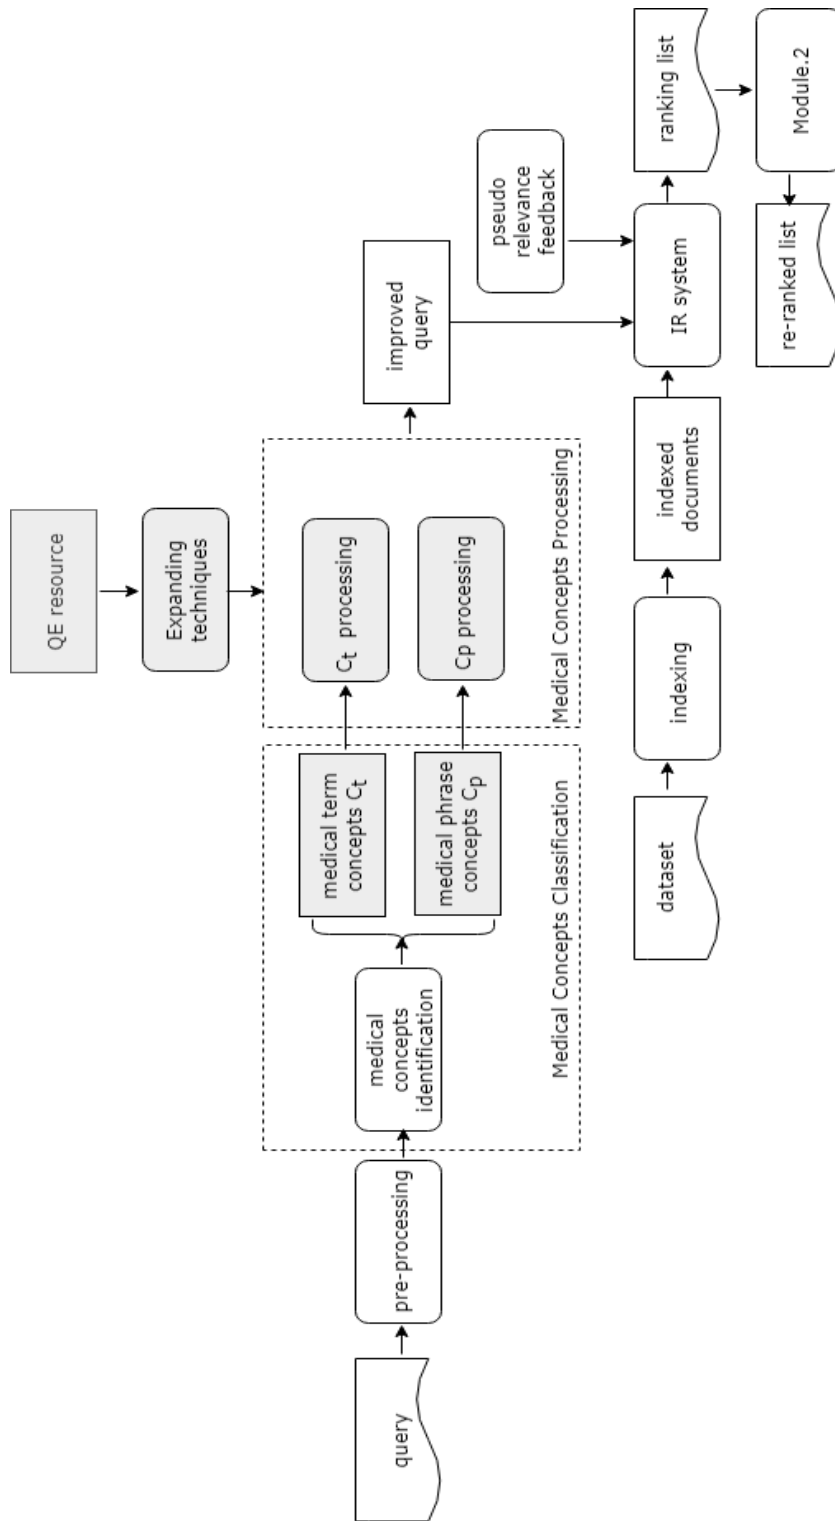 query
pre-processing
medical
concepts
identification
medical term
concepts Ct
medical phrase
concepts Cp
Medical Concepts Classification
QE resource
Expanding
techniques
Ct processing
Cp processing
Medical Concepts Processing
improved
query
pseudo
relevance
feedback
dataset
indexing
indexed
documents
IR system
ranking list
Module.2
re-ranked list